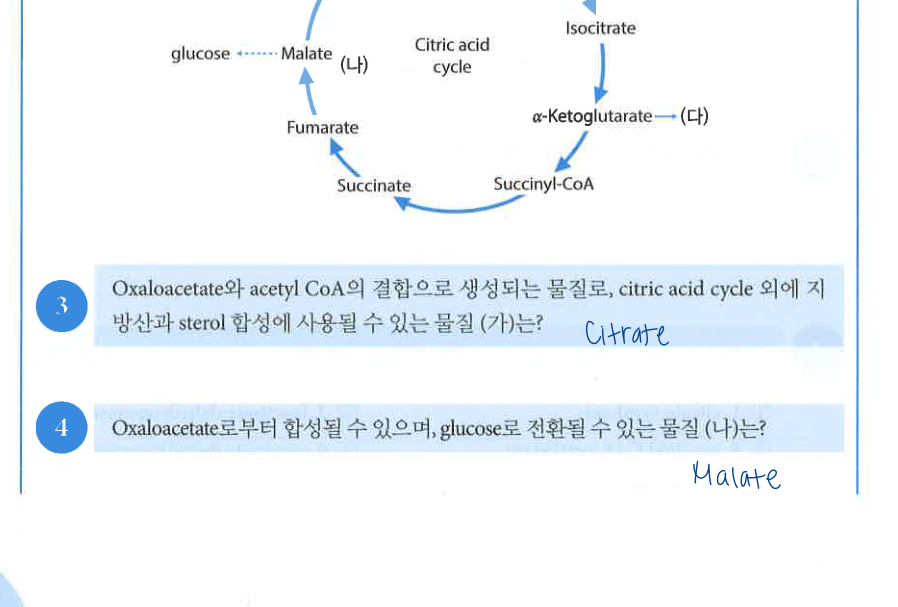 Isocitrate
glucose Malate (나) Citric acid
cycle
α-Ketoglutarate (다)
Fumarate
Succinate Succinyl-CoA
3 Oxaloacetate와 acetyl CoA의 결합으로 생성되는 물질로, citric acid cycle 외에 지
방산과 sterol 합성에 사용될 수 있는 물질 (가)는?
Citrate
4 Oxaloacetate로부터 합성될 수 있으며, glucose로 전환될 수 있는 물질 (나)는?
Malate